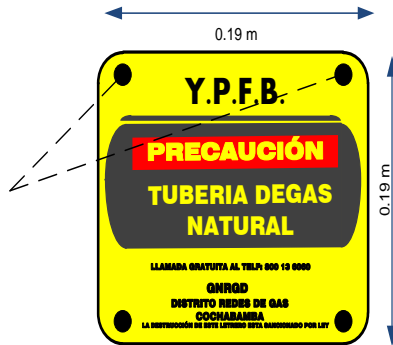 0.19 m
Y.P.F.B.
PRECAUCIÓN
TUBERIA DEGAS
NATURAL
0.19 m
LLAMADA GRATUITA AL TELF: 800 13 6060
GNRGD
DISTRITO REDES DE GAS
COCHABAMBA
LA DESTRUCCIÓN DE ESTE LETRERO ESTA SANCIONADO POR LEY